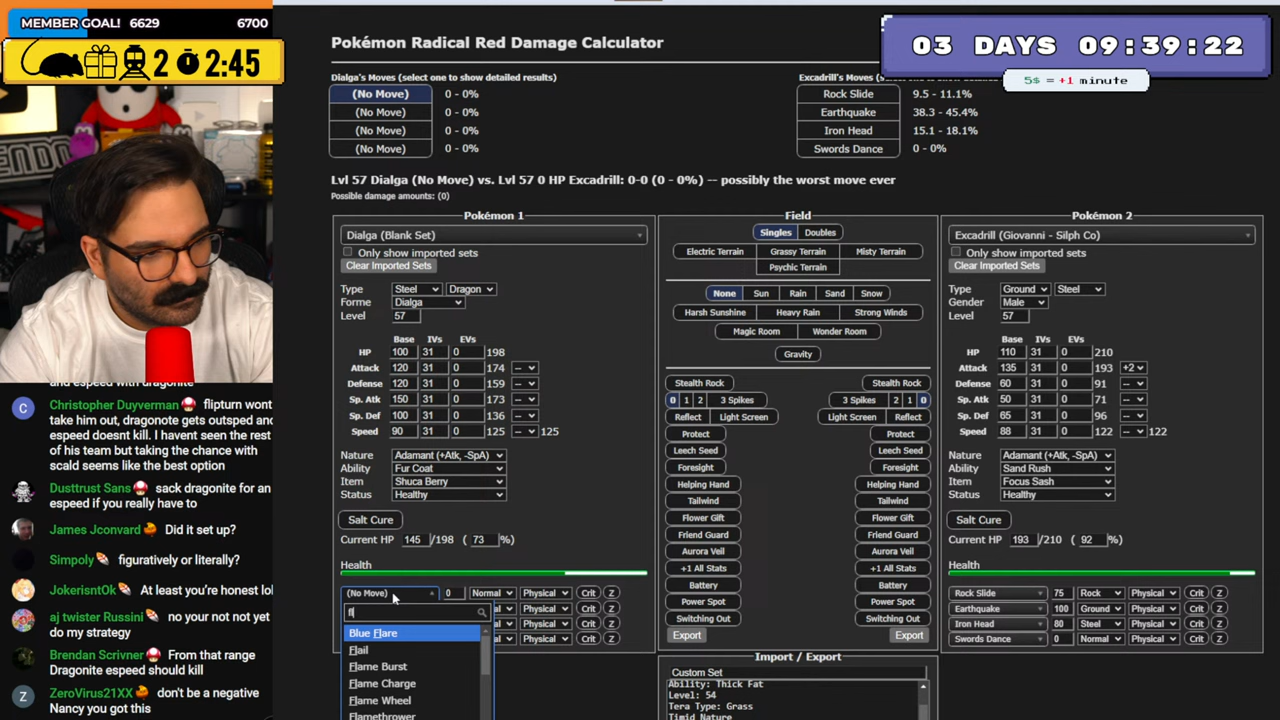 MEMBER GOAL! 6629 6700
2 2:45
03 DAYS 09:39:22
5$ = +1 minute
Pokémon Radical Red Damage Calculator
Dialga's Moves (select one to show detailed results)
(No Move) 0 - 0%
(No Move) 0 - 0%
(No Move) 0 - 0%
(No Move) 0 - 0%
Excadrill's Moves
Rock Slide 9.5 - 11.1%
Earthquake 38.3 - 45.4%
Iron Head 15.1 - 18.1%
Swords Dance 0 - 0%
Lvl 57 Dialga (No Move) vs. Lvl 57 0 HP Excadrill: 0-0 (0 - 0%) -- possibly the worst move ever
Possible damage amounts: (0)
Pokémon 1
Dialga (Blank Set)
Only show imported sets
Clear Imported Sets
Type Steel Dragon
Forme Dialga
Level 57
Base IVs EVs
HP 100 31 0 198
Attack 120 31 0 174 --
Defense 120 31 0 159 --
Sp. Atk 150 31 0 173 --
Sp. Def 100 31 0 136 --
Speed 90 31 0 125 -- 125
Nature Adamant (+Atk, -SpA)
Ability Fur Coat
Item Shuca Berry
Status Healthy
Salt Cure
Current HP 145 /198 ( 73 %)
Health
(No Move) 0 Normal Physical Crit Z
fl
Physical Crit Z
Physical Crit Z
Physical Crit Z
Blue Flare
Flail
Flame Burst
Flame Charge
Flame Wheel
Flamethrower
Field
Singles Doubles
Electric Terrain Grassy Terrain Misty Terrain
Psychic Terrain
None Sun Rain Sand Snow
Harsh Sunshine Heavy Rain Strong Winds
Magic Room Wonder Room
Gravity
Stealth Rock Stealth Rock
0 1 2 3 Spikes 3 Spikes 2 1 0
Reflect Light Screen Light Screen Reflect
Protect Protect
Leech Seed Leech Seed
Foresight Foresight
Helping Hand Helping Hand
Tailwind Tailwind
Flower Gift Flower Gift
Friend Guard Friend Guard
Aurora Veil Aurora Veil
+1 All Stats +1 All Stats
Battery Battery
Power Spot Power Spot
Switching Out Switching Out
Export Export
Import / Export
Custom Set
Ability: Thick Fat
Level: 54
Tera Type: Grass
Timid Nature
Pokémon 2
Excadrill (Giovanni - Silph Co)
Only show imported sets
Clear Imported Sets
Type Ground Steel
Gender Male
Level 57
Base IVs EVs
HP 110 31 0 210
Attack 135 31 0 193 +2
Defense 60 31 0 91 --
Sp. Atk 50 31 0 71 --
Sp. Def 65 31 0 96 --
Speed 88 31 0 122 -- 122
Nature Adamant (+Atk, -SpA)
Ability Sand Rush
Item Focus Sash
Status Healthy
Salt Cure
Current HP 193 /210 ( 92 %)
Health
Rock Slide 75 Rock Physical Crit Z
Earthquake 100 Ground Physical Crit Z
Iron Head 80 Steel Physical Crit Z
Swords Dance 0 Normal Physical Crit Z
and espeed with dragonite
Christopher Duyverman flipturn wont
take him out, dragonote gets outsped and
espeed doesnt kill. I havent seen the rest
of his team but taking the chance with
scald seems like the best option
Dusttrust Sans sack dragonite for an
espeed if you really have to
James Jconvard Did it set up?
Simpoly figuratively or literally?
JokeristntOk At least you're honest lol
aj twister Russini no your not not yet
do my strategy
Brendan Scrivner From that range
Dragonite espeed should kill
ZeroVirus21XX don't be a negative
Nancy you got this